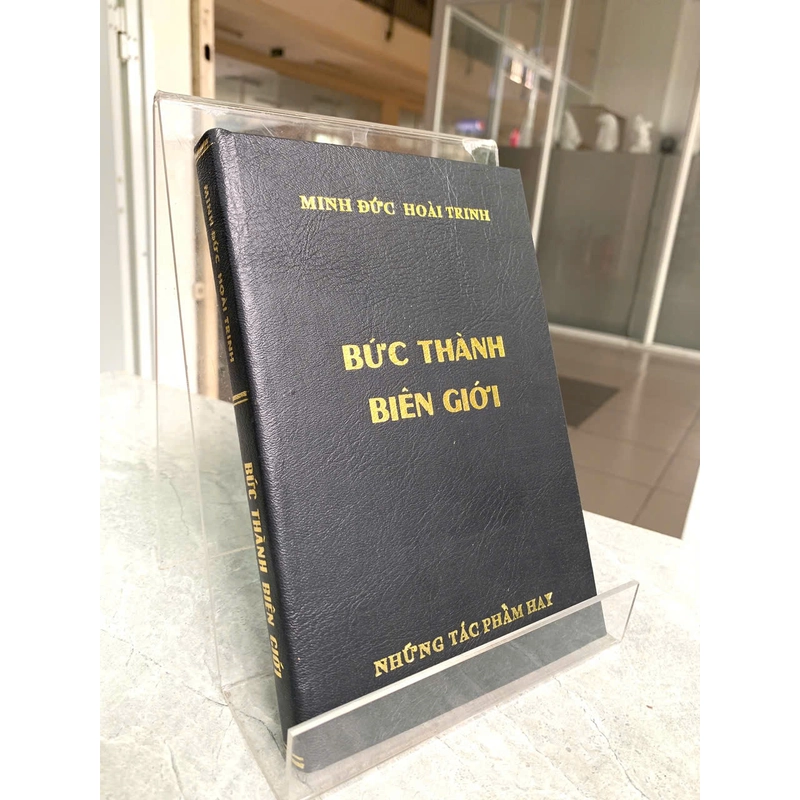 MINH ĐỨC HOÀI TRINH
BỨC THÀNH
BIÊN GIỚI
NHỮNG TÁC PHẨM HAY
MINH ĐỨC HOÀI TRINH
BỨC THÀNH BIÊN GIỚI